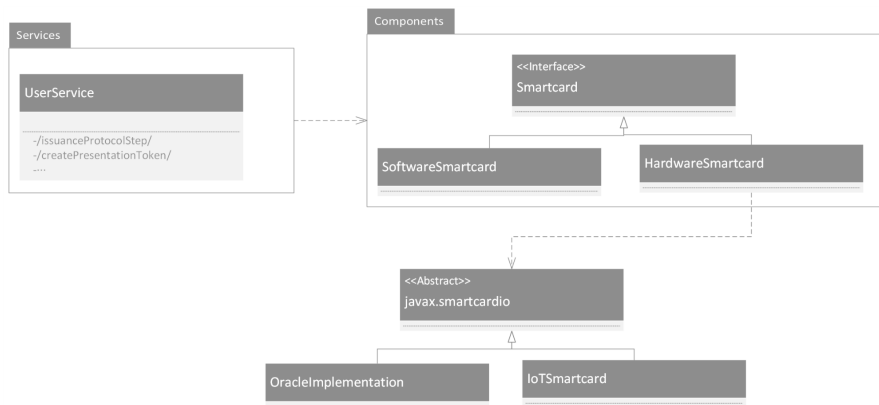 Services
Components
UserService
-/issuanceProtocolStep/
-/createPresentationToken/
-...
<<Interface>>
Smartcard
SoftwareSmartcard
HardwareSmartcard
<<Abstract>>
javax.smartcardio
OracleImplementation
IoTSmartcard